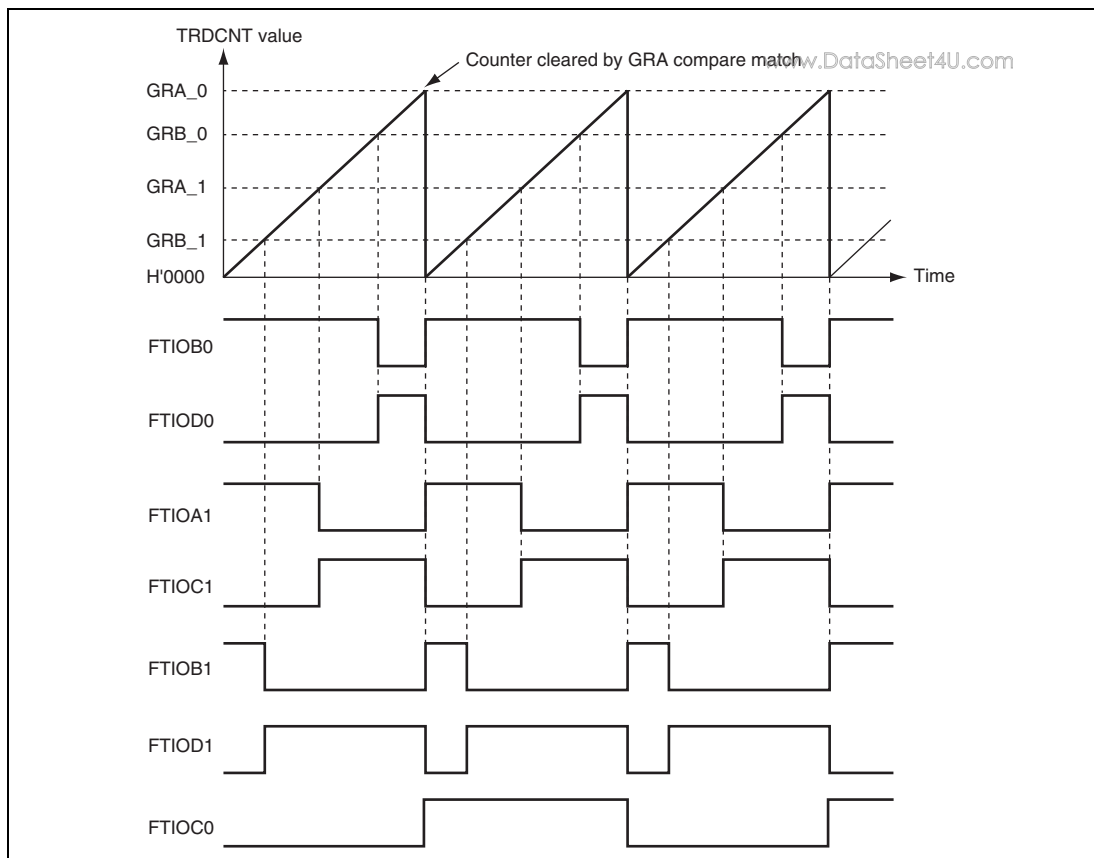 TRDCNT value
Counter cleared by GRA compare match
www.DataSheet4U.com
GRA_0
GRB_0
GRA_1
GRB_1
H'0000
Time
FTIOB0
FTIOD0
FTIOA1
FTIOC1
FTIOB1
FTIOD1
FTIOC0